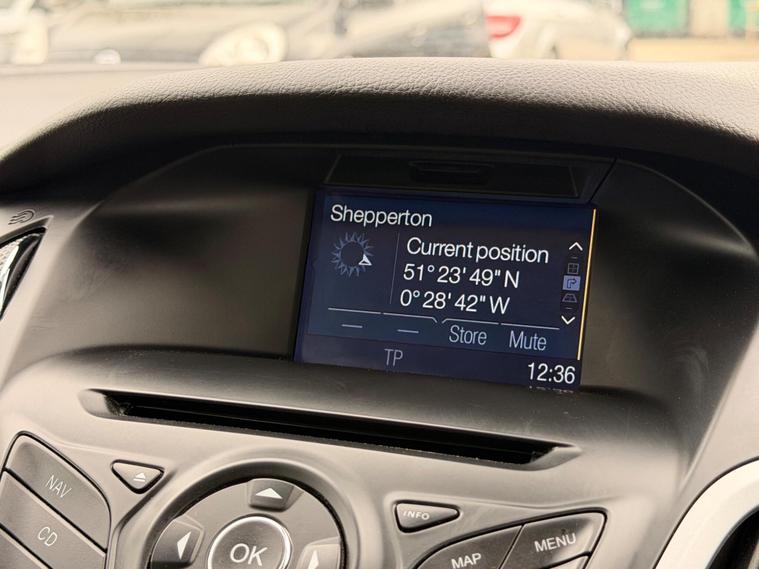 Shepperton
Current position
51° 23' 49" N
0° 28' 42" W
Store Mute
TP
12:36
NAV
CD
OK
INFO
MAP
MENU